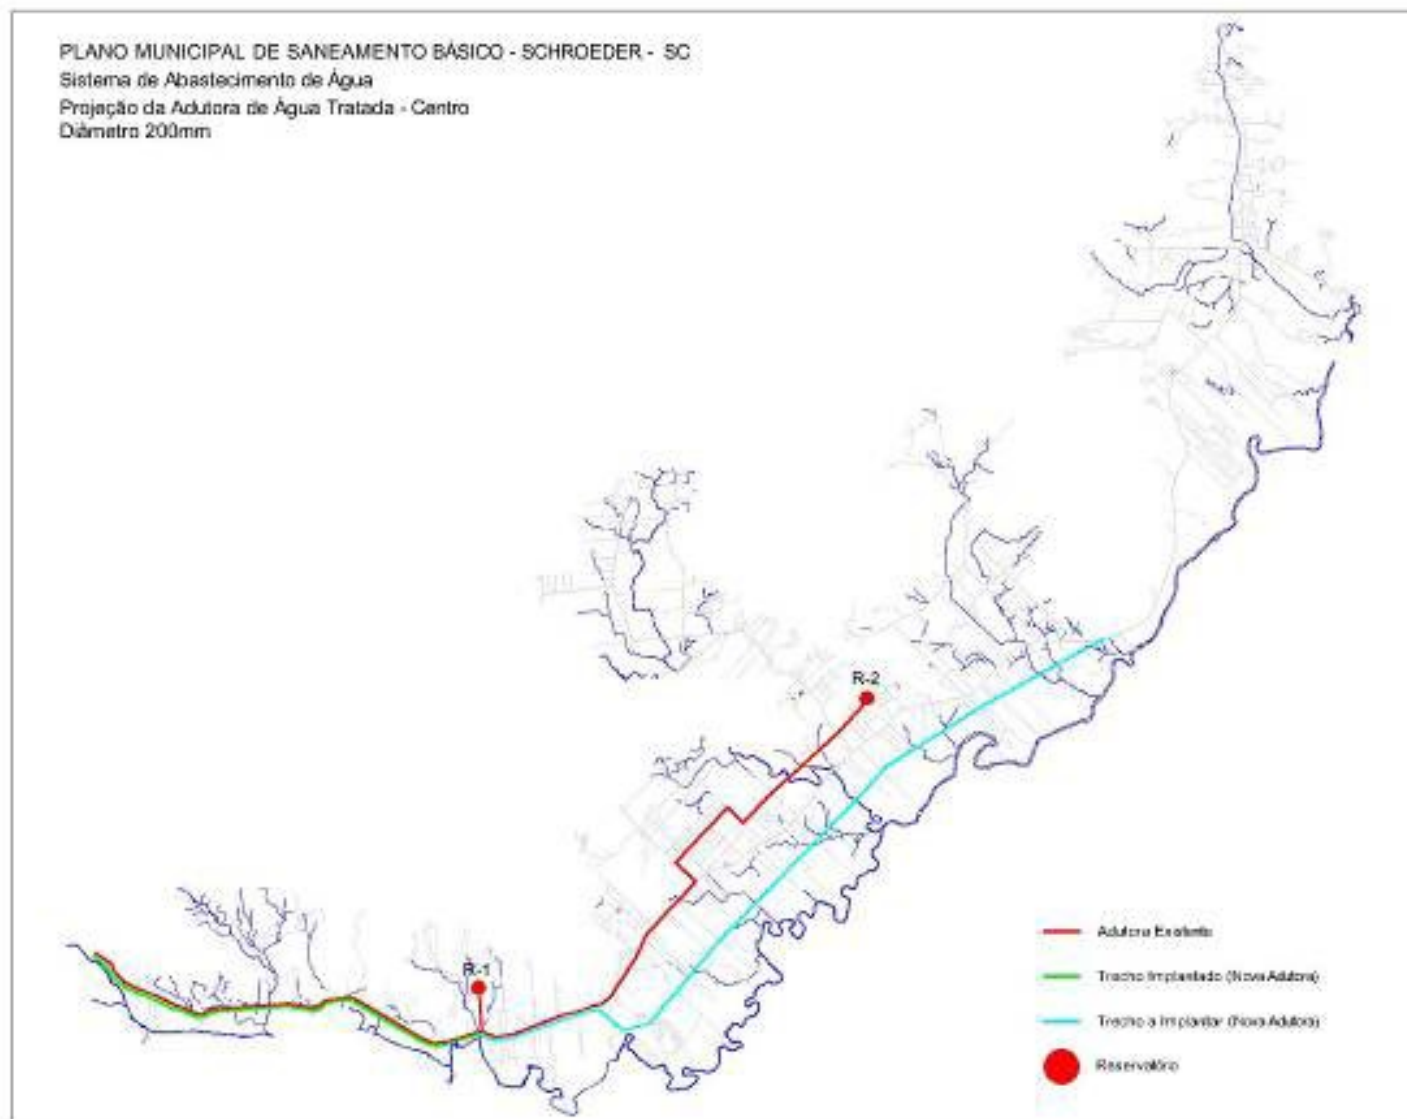 PLANO MUNICIPAL DE SANEAMENTO BÁSICO - SCHROEDER - SC
Sistema de Abastecimento de Água
Projeção da Adutora de Água Tratada - Centro
Diâmetro 200mm
R-2
R-1
Adutora Existente
Trecho Implantado (Nova Adutora)
Trecho a Implantar (Nova Adutora)
Reservatório